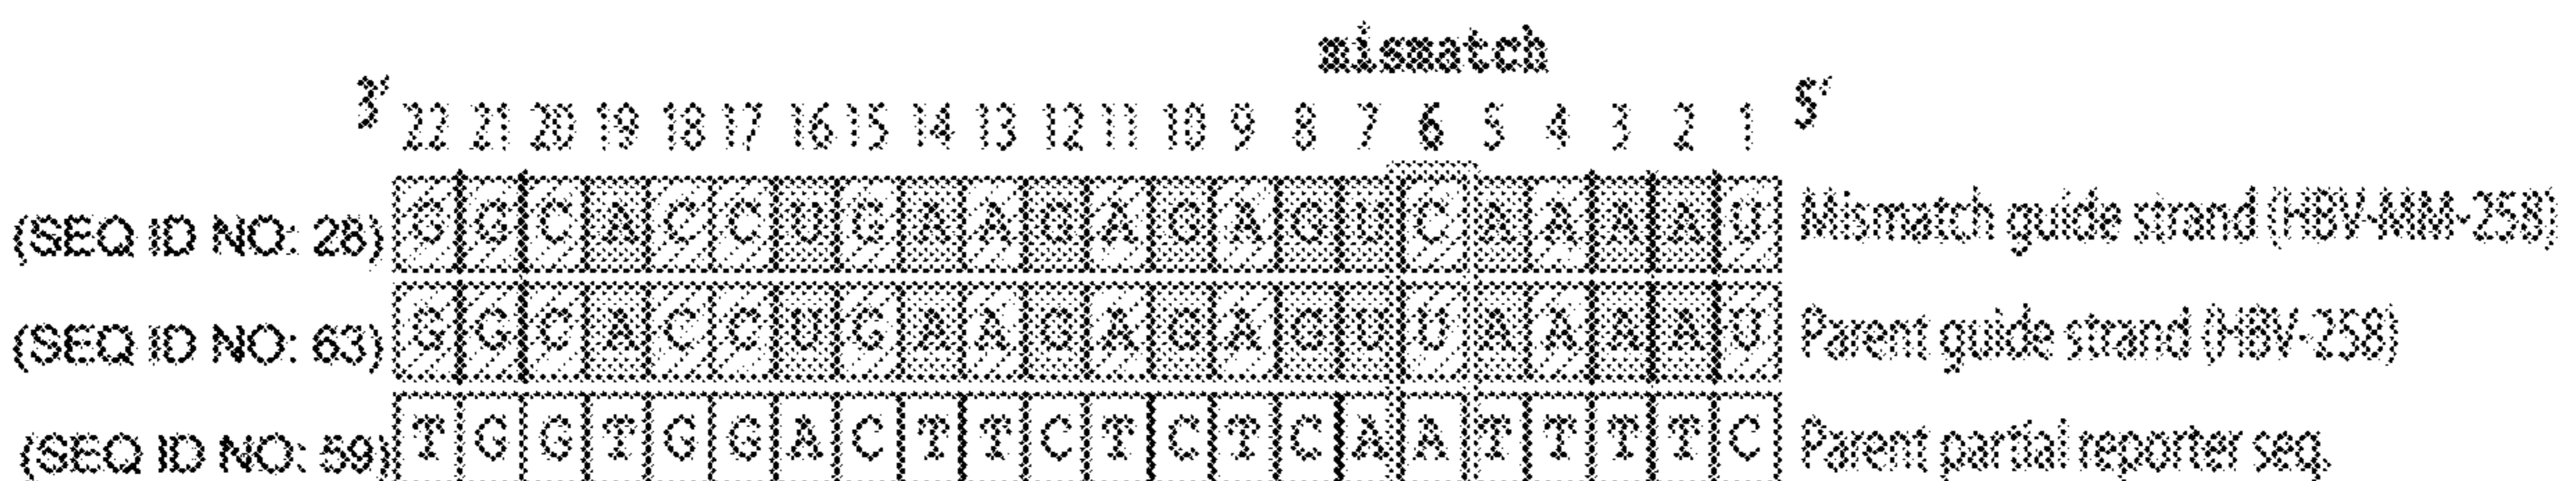 mismatch
3' 22 21 20 19 18 17 16 15 14 13 12 11 10 9 8 7 6 5 4 3 2 1 5'
(SEQ ID NO: 28) G G C A C C U G A A G A G A G U C A A A A U Mismatch guide strand (HBV-MM-258)
(SEQ ID NO: 63) G G C A C C U G A A G A G A G U U A A A A U Parent guide strand (HBV-258)
(SEQ ID NO: 59) T G G T G G A C T T C T C T C A A T T T T C Parent partial reporter seq.